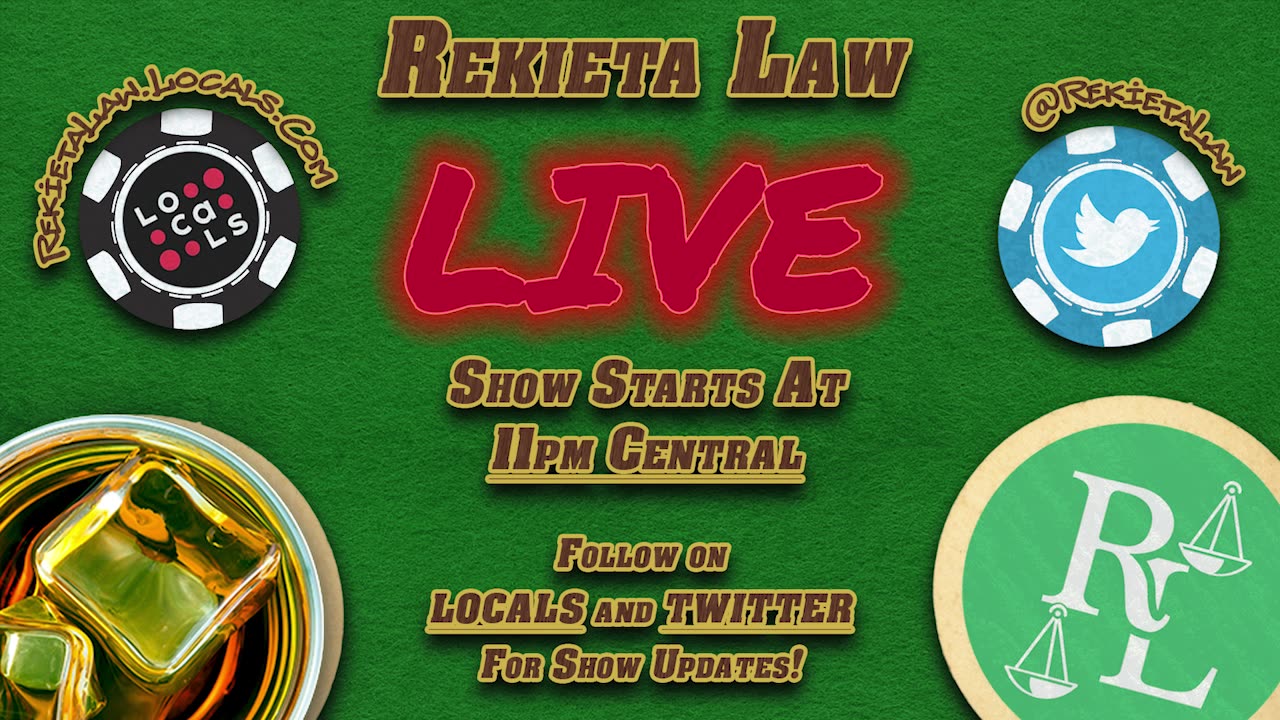 Rekieta Law
LIVE
RekietaLaw.Locals.Com
LOcaLS
@RekietaLaw
Show Starts At
11pm Central
Follow on
LOCALS and TWITTER
For Show Updates!
RL